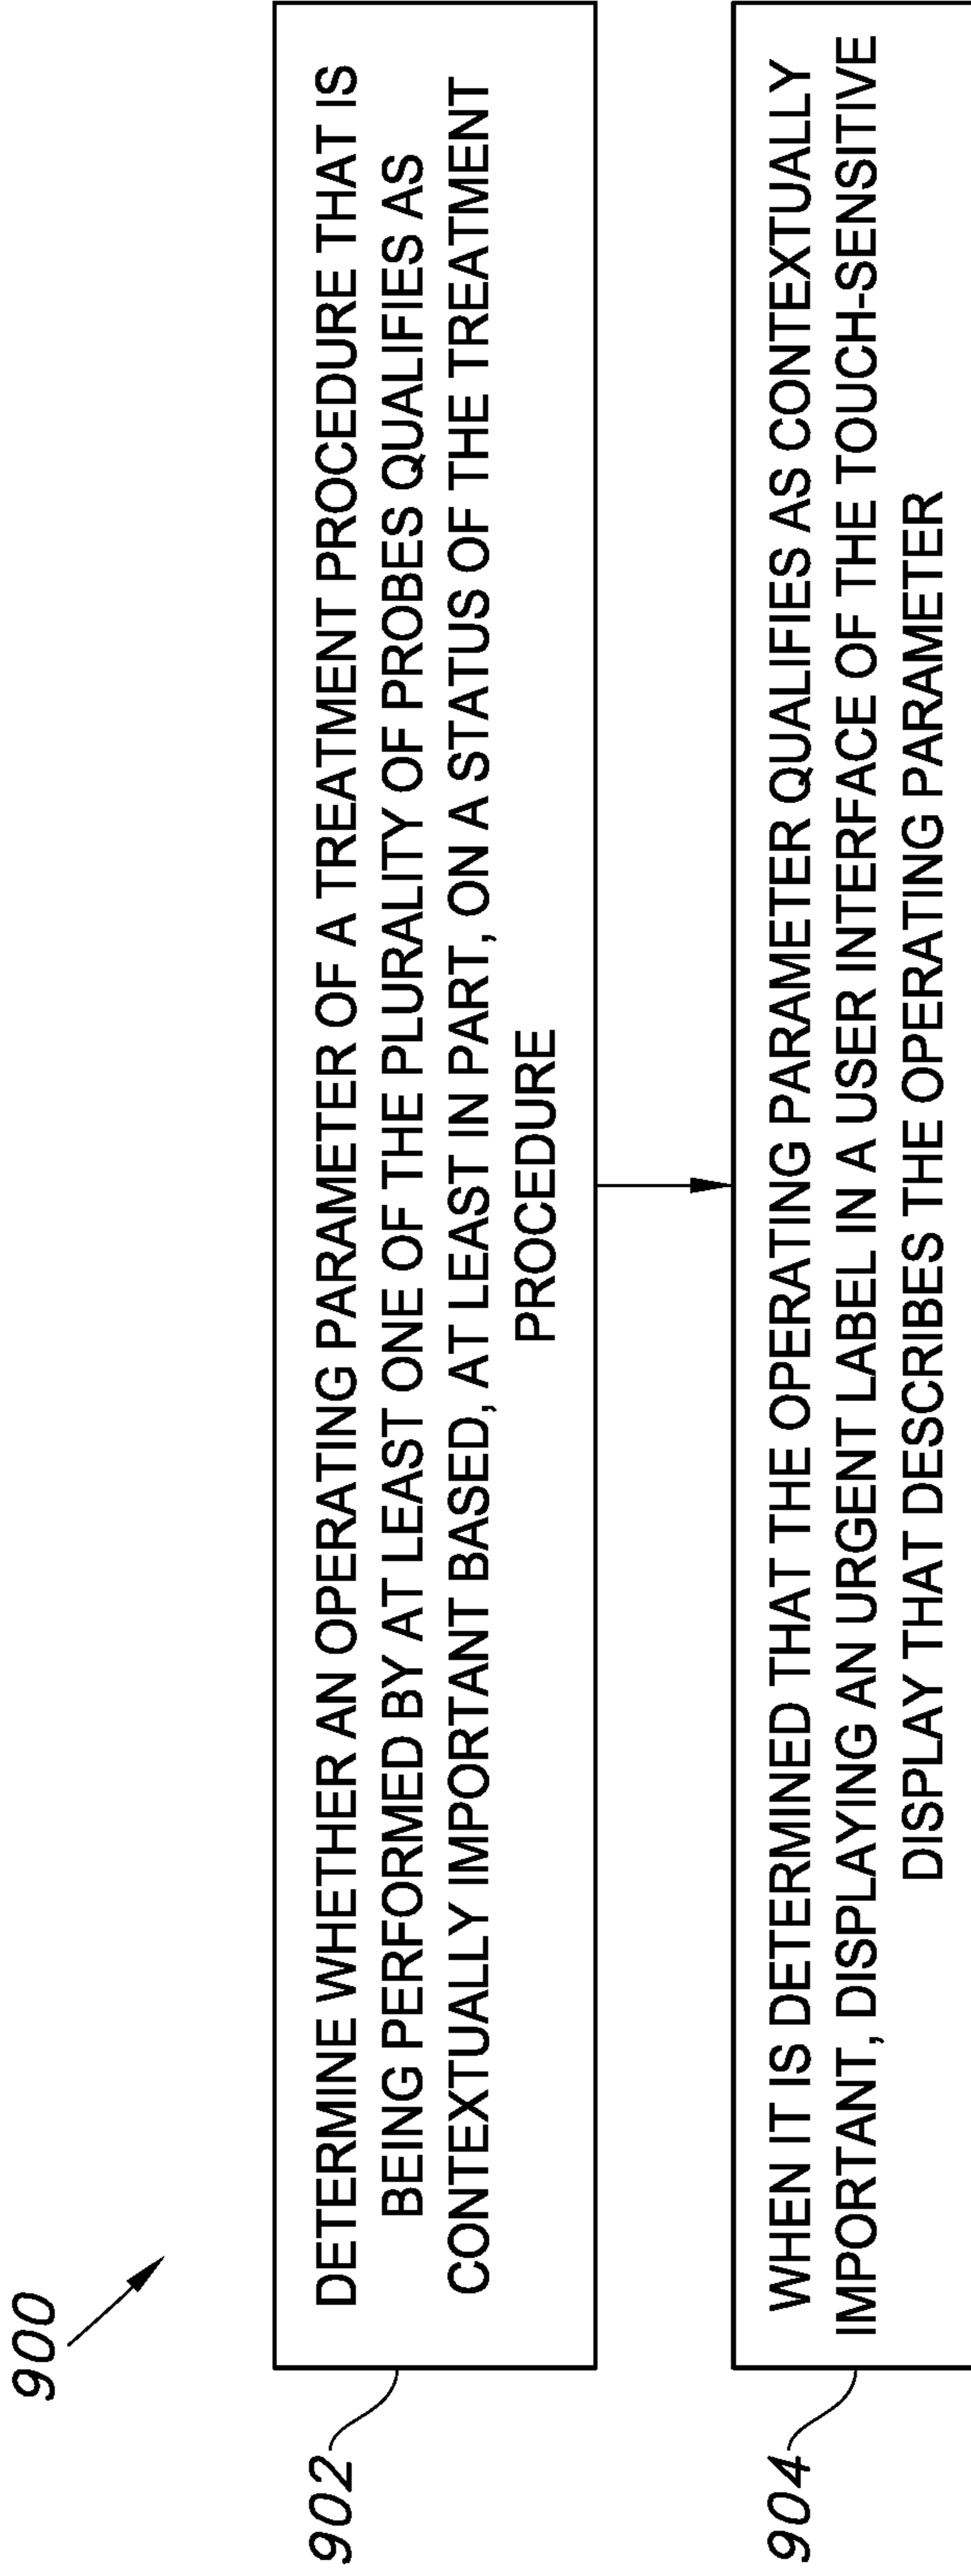 900
902
DETERMINE WHETHER AN OPERATING PARAMETER OF A TREATMENT PROCEDURE THAT IS
BEING PERFORMED BY AT LEAST ONE OF THE PLURALITY OF PROBES QUALIFIES AS
CONTEXTUALLY IMPORTANT BASED, AT LEAST IN PART, ON A STATUS OF THE TREATMENT
PROCEDURE
904
WHEN IT IS DETERMINED THAT THE OPERATING PARAMETER QUALIFIES AS CONTEXTUALLY
IMPORTANT, DISPLAYING AN URGENT LABEL IN A USER INTERFACE OF THE TOUCH-SENSITIVE
DISPLAY THAT DESCRIBES THE OPERATING PARAMETER